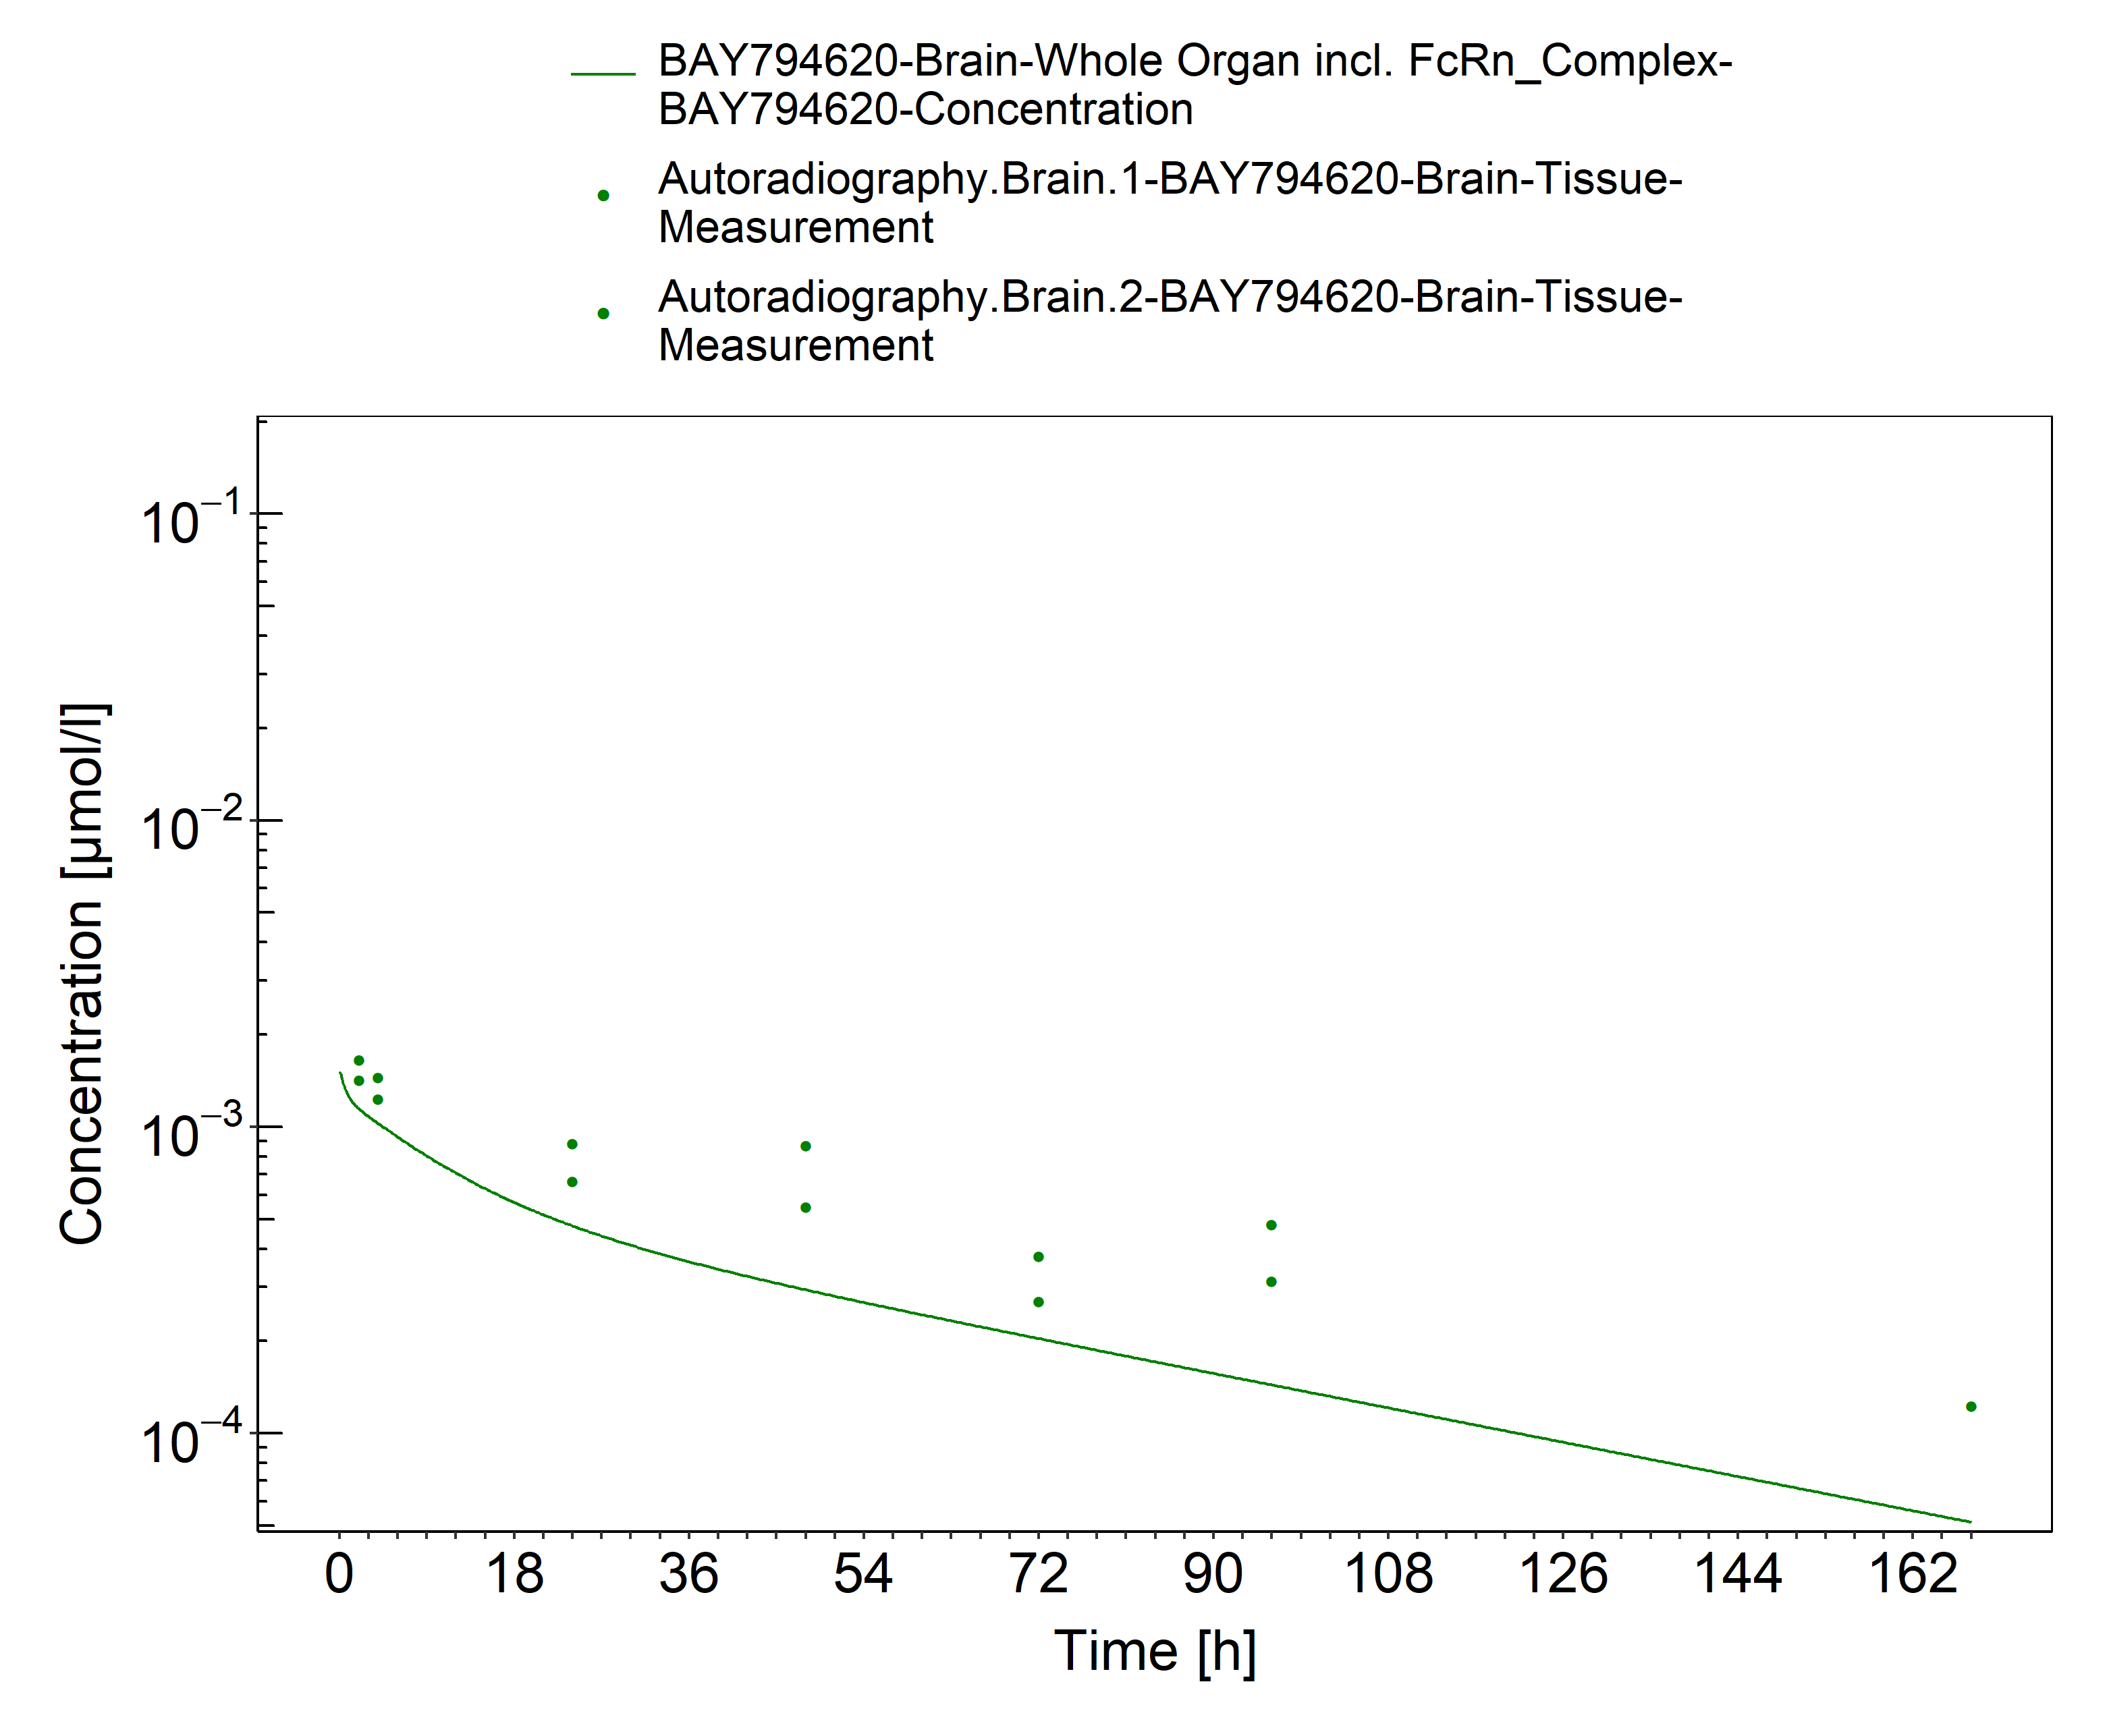 BAY794620-Brain-Whole Organ incl. FcRn_Complex-
BAY794620-Concentration
Autoradiography.Brain.1-BAY794620-Brain-Tissue-
Measurement
Autoradiography.Brain.2-BAY794620-Brain-Tissue-
Measurement
10⁻¹
10⁻²
10⁻³
10⁻⁴
Concentration [µmol/l]
0 18 36 54 72 90 108 126 144 162
Time [h]